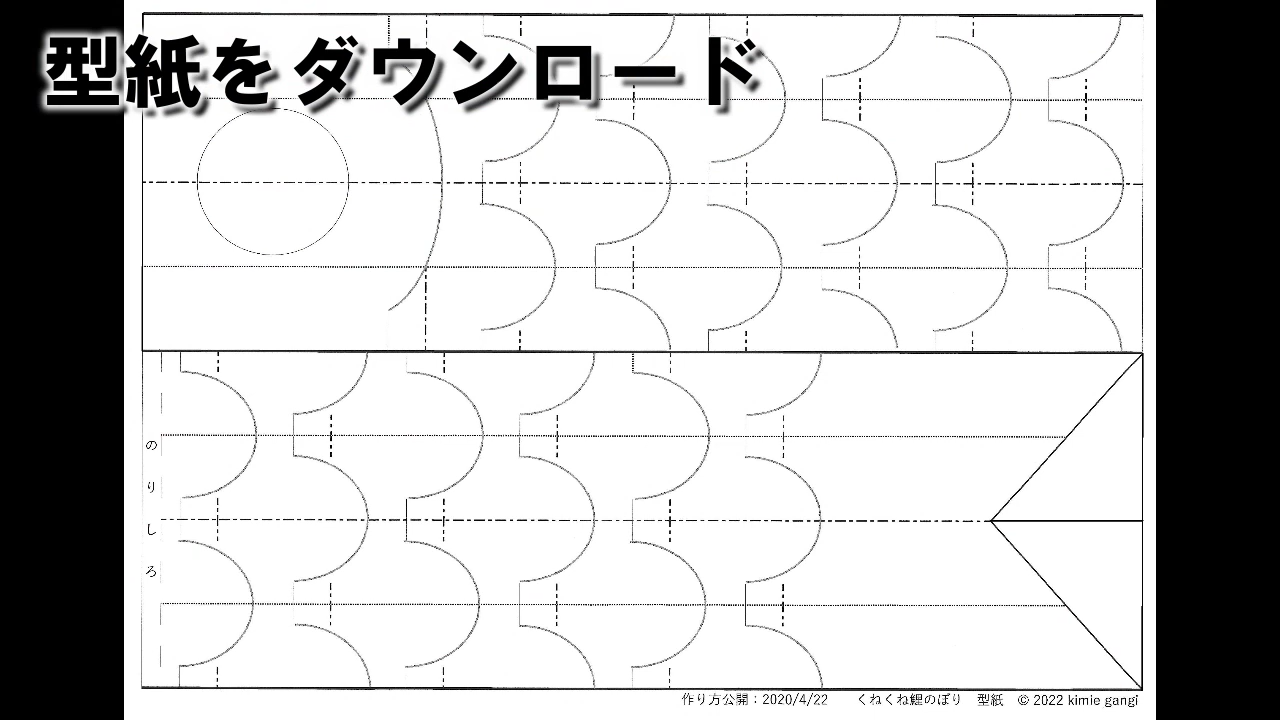 型紙をダウンロード
のりしろ
作り方公開：2020/4/22 くねくね鯉のぼり 型紙 © 2022 kimie gangi